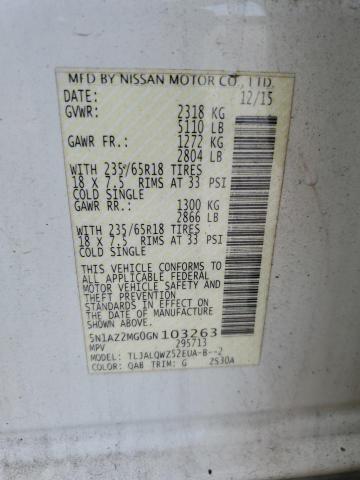 MFD BY NISSAN MOTOR CO., LTD.
DATE: 12/15
GVWR: 2318 KG
5110 LB
GAWR FR.: 1272 KG
2804 LB
WITH 235/65R18 TIRES
18 X 7.5 RIMS AT 33 PSI
COLD SINGLE
GAWR RR.: 1300 KG
2866 LB
WITH 235/65R18 TIRES
18 X 7.5 RIMS AT 33 PSI
COLD SINGLE
THIS VEHICLE CONFORMS TO
ALL APPLICABLE FEDERAL
MOTOR VEHICLE SAFETY AND
THEFT PREVENTION STANDARDS
IN EFFECT ON THE DATE OF
MANUFACTURE SHOWN ABOVE.
5N1AZ2MG0GN103263
MPV 295713
MODEL: TLJALQWZ52EUA-B--2
COLOR: QAB TRIM: G 2S30A